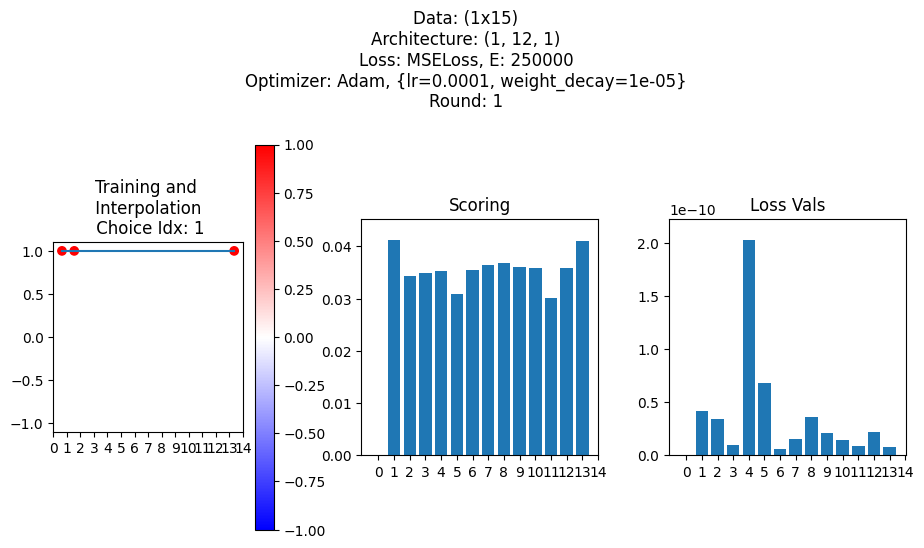 Data: (1x15)
Architecture: (1, 12, 1)
Loss: MSELoss, E: 250000
Optimizer: Adam, {lr=0.0001, weight_decay=1e-05}
Round: 1
Training and
Interpolation
Choice Idx: 1
1.0
0.5
0.0
−0.5
−1.0
0 1 2 3 4 5 6 7 8 9 10 11 12 13 14
1.00
0.75
0.50
0.25
0.00
−0.25
−0.50
−0.75
−1.00
Scoring
0.04
0.03
0.02
0.01
0.00
0 1 2 3 4 5 6 7 8 9 10 11 12 13 14
Loss Vals
1e−10
2.0
1.5
1.0
0.5
0.0
0 1 2 3 4 5 6 7 8 9 10 11 12 13 14